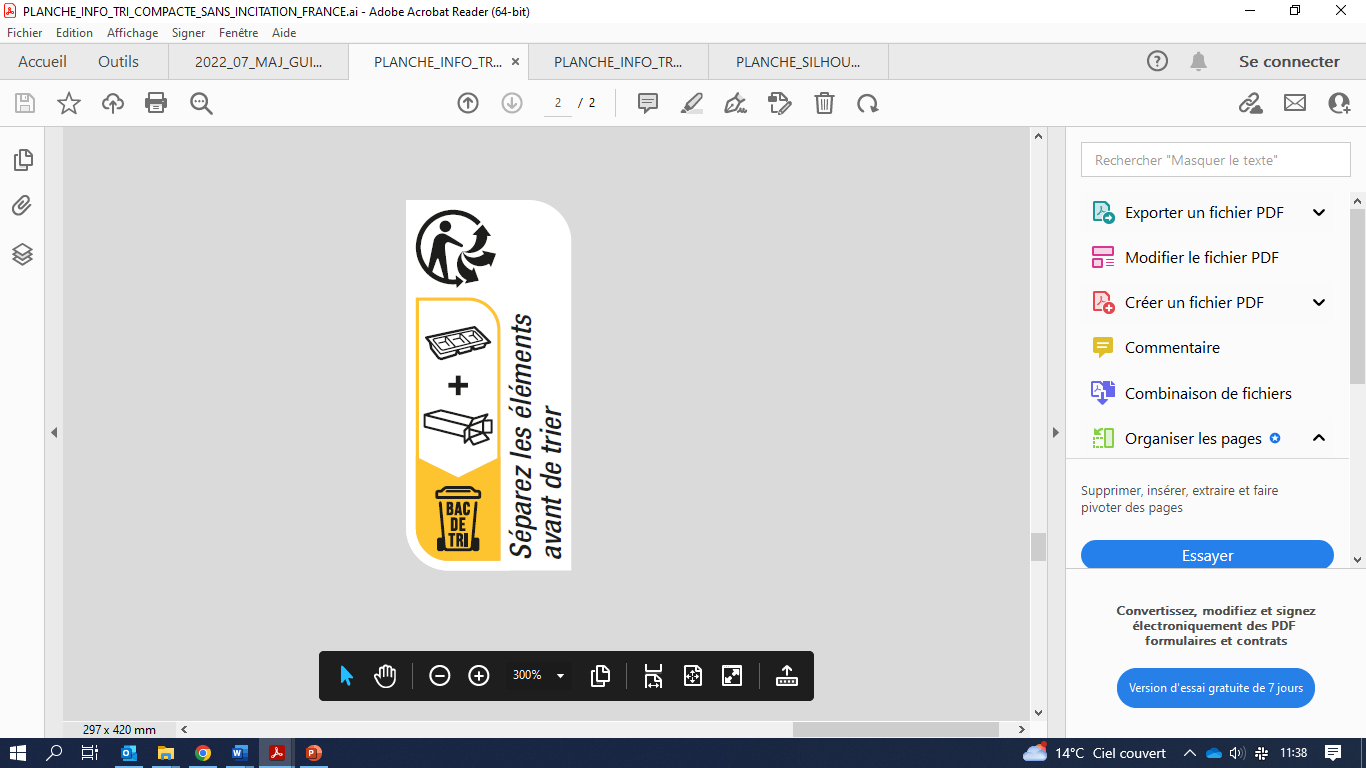 PLANCHE_INFO_TRI_COMPACTE_SANS_INCITATION_FRANCE.ai - Adobe Acrobat Reader (64-bit)
Fichier Edition Affichage Signer Fenêtre Aide
Accueil Outils 2022_07_MAJ_GUI... PLANCHE_INFO_TR... × PLANCHE_INFO_TR... PLANCHE_SILHOU... Se connecter
2 / 2
Rechercher "Masquer le texte"
Exporter un fichier PDF
Modifier le fichier PDF
Créer un fichier PDF
Commentaire
Combinaison de fichiers
Organiser les pages
Supprimer, insérer, extraire et faire
pivoter des pages
Essayer
Convertissez, modifiez et signez
électroniquement des PDF
formulaires et contrats
Version d'essai gratuite de 7 jours
+
BAC
DE
TRI
Séparez les éléments
avant de trier
300%
297 x 420 mm
14°C Ciel couvert 11:38